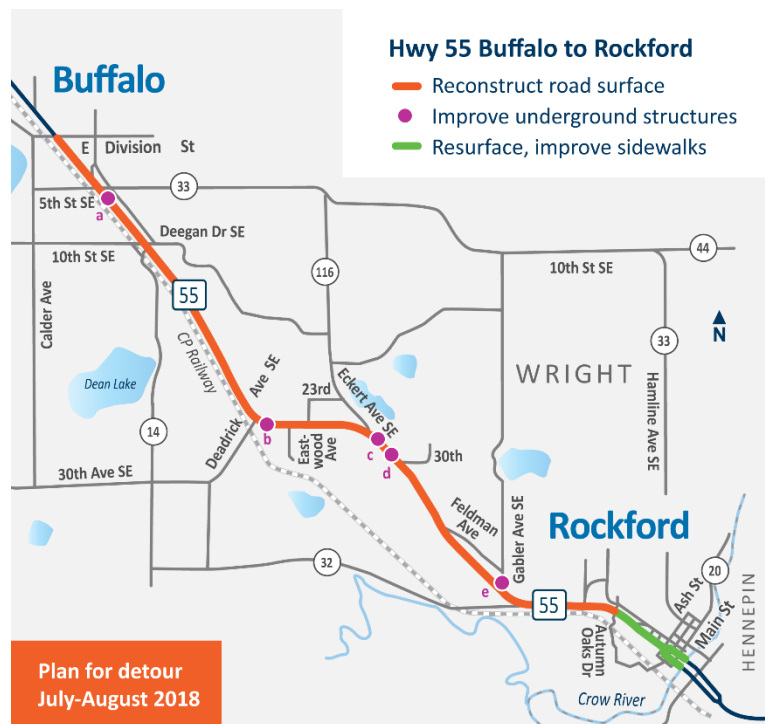 Hwy 55 Buffalo to Rockford
Reconstruct road surface
Improve underground structures
Resurface, improve sidewalks
Buffalo
E Division St
33
5th St SE
a
Deegan Dr SE
10th St SE
44
10th St SE
116
55
Calder Ave
CP Railway
N
33
Dean Lake
Ave SE
Deadrick
23rd
Eckert Ave SE
WRIGHT
Hamline Ave SE
b
East-
wood
Ave
c
d
30th
14
30th Ave SE
Feldman
Ave
Gabler Ave SE
Rockford
32
e
55
20
Ash St
Main St
Autumn
Oaks Dr
HENNEPIN
Crow River
Plan for detour
July-August 2018